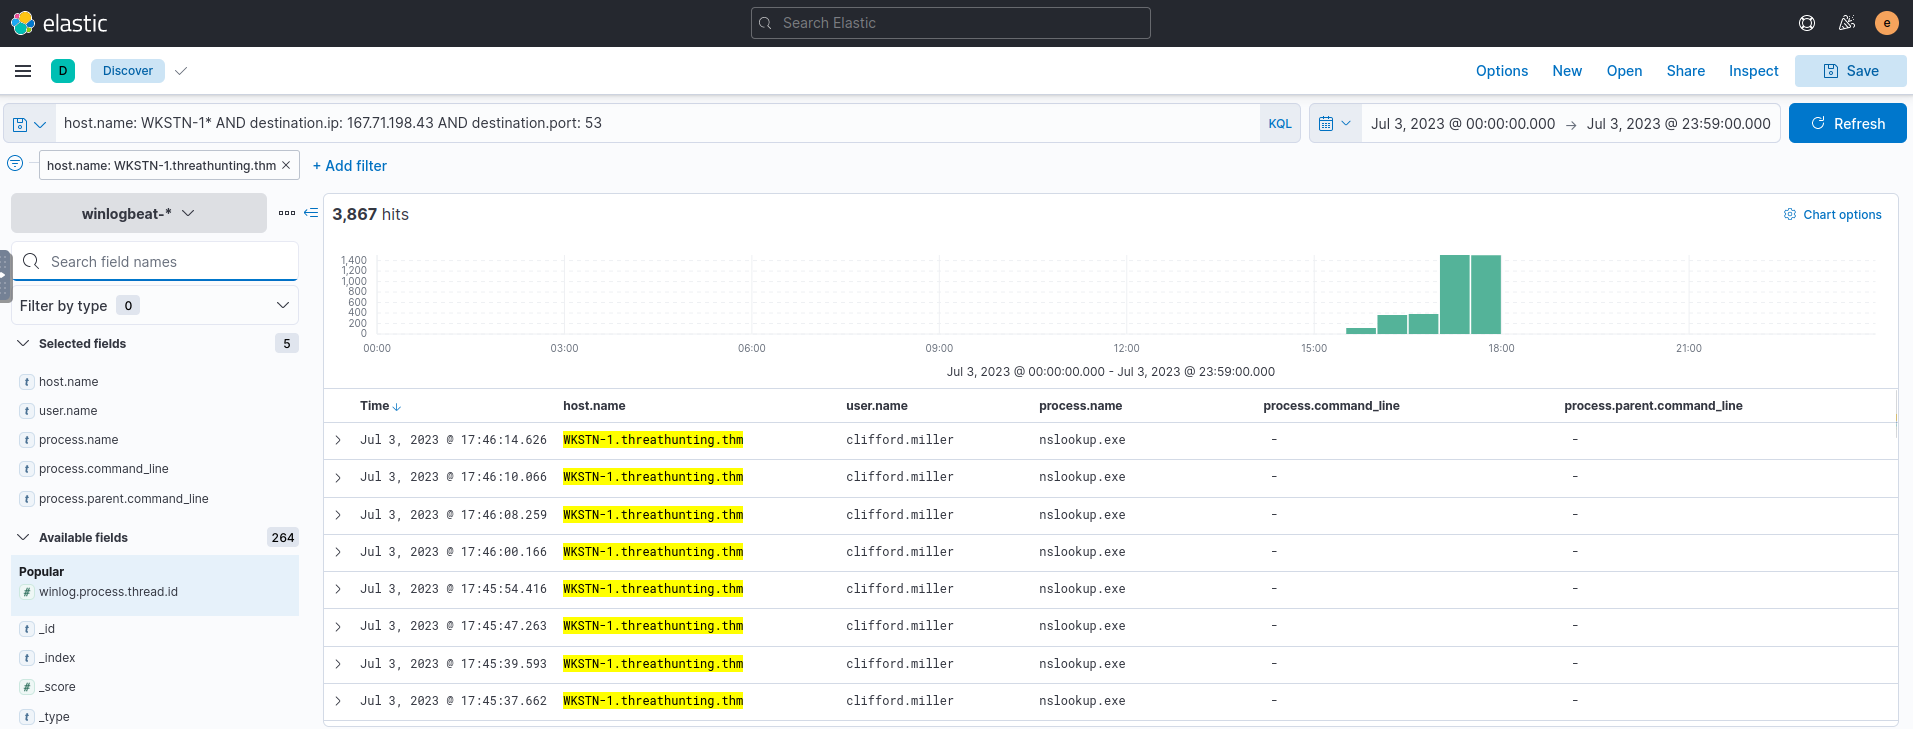 elastic
Search Elastic
e
D
Discover
Options
New
Open
Share
Inspect
Save
host.name: WKSTN-1* AND destination.ip: 167.71.198.43 AND destination.port: 53
KQL
Jul 3, 2023 @ 00:00:00.000 → Jul 3, 2023 @ 23:59:00.000
Refresh
host.name: WKSTN-1.threathunting.thm ×
+ Add filter
winlogbeat-*
Search field names
Filter by type 0
Selected fields 5
t host.name
t user.name
t process.name
t process.command_line
t process.parent.command_line
Available fields 264
Popular
# winlog.process.thread.id
t _id
t _index
# _score
t _type
3,867 hits
Chart options
1,400
1,200
1,000
800
600
400
200
0
00:00 03:00 06:00 09:00 12:00 15:00 18:00 21:00
Jul 3, 2023 @ 00:00:00.000 - Jul 3, 2023 @ 23:59:00.000
Time ↓ host.name user.name process.name process.command_line process.parent.command_line
Jul 3, 2023 @ 17:46:14.626 WKSTN-1.threathunting.thm clifford.miller nslookup.exe - -
Jul 3, 2023 @ 17:46:10.066 WKSTN-1.threathunting.thm clifford.miller nslookup.exe - -
Jul 3, 2023 @ 17:46:08.259 WKSTN-1.threathunting.thm clifford.miller nslookup.exe - -
Jul 3, 2023 @ 17:46:00.166 WKSTN-1.threathunting.thm clifford.miller nslookup.exe - -
Jul 3, 2023 @ 17:45:54.416 WKSTN-1.threathunting.thm clifford.miller nslookup.exe - -
Jul 3, 2023 @ 17:45:47.263 WKSTN-1.threathunting.thm clifford.miller nslookup.exe - -
Jul 3, 2023 @ 17:45:39.593 WKSTN-1.threathunting.thm clifford.miller nslookup.exe - -
Jul 3, 2023 @ 17:45:37.662 WKSTN-1.threathunting.thm clifford.miller nslookup.exe - -